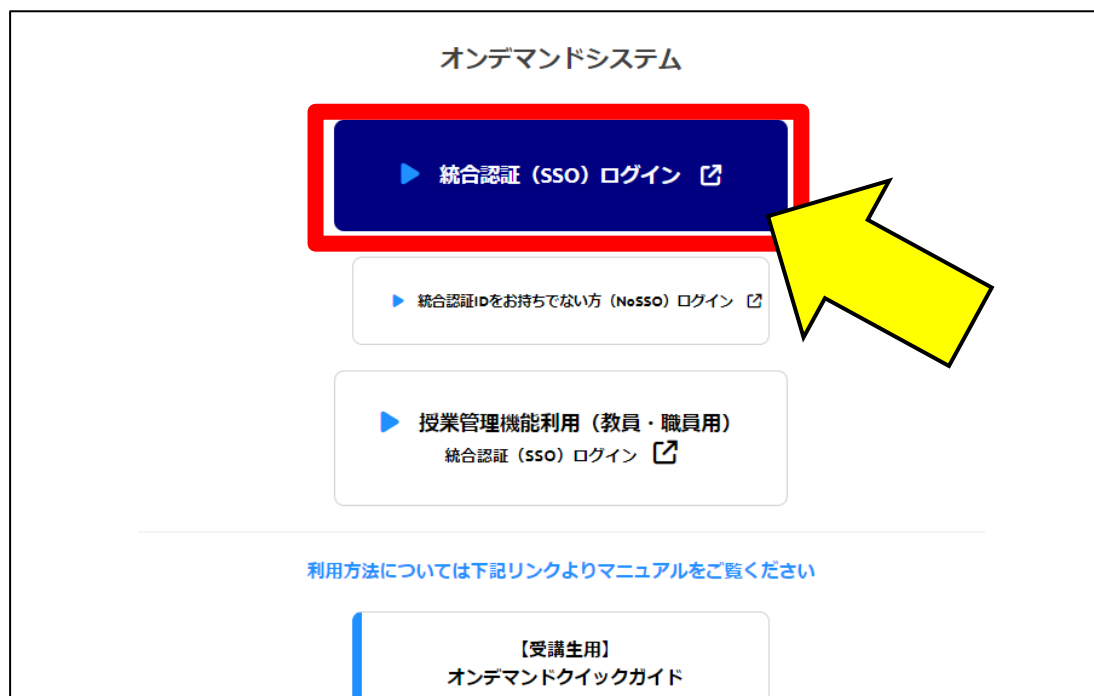 オンデマンドシステム
統合認証（SSO）ログイン
統合認証IDをお持ちでない方（NoSSO）ログイン
授業管理機能利用（教員・職員用）
統合認証（SSO）ログイン
利用方法については下記リンクよりマニュアルをご覧ください
【受講生用】
オンデマンドクイックガイド